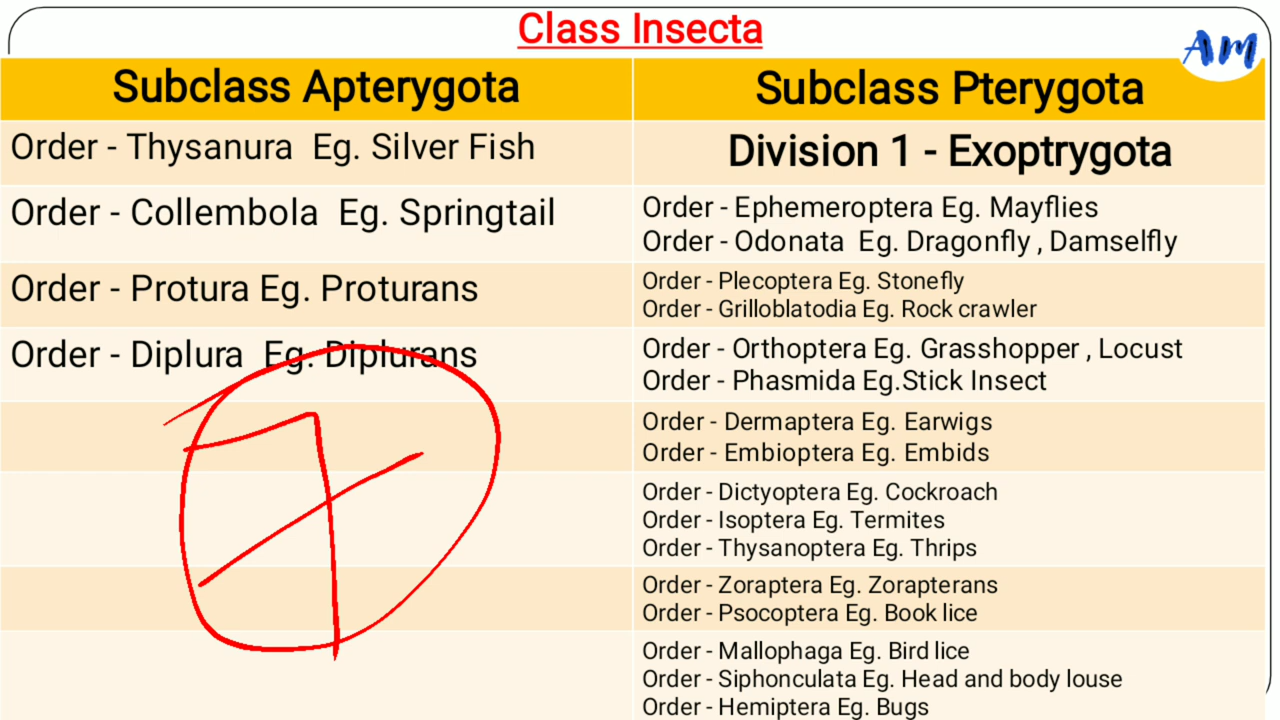 Class Insecta
AM
Subclass Apterygota
Subclass Pterygota
Order - Thysanura Eg. Silver Fish
Division 1 - Exoptrygota
Order - Collembola Eg. Springtail
Order - Ephemeroptera Eg. Mayflies
Order - Odonata Eg. Dragonfly , Damselfly
Order - Protura Eg. Proturans
Order - Plecoptera Eg. Stonefly
Order - Grilloblatodia Eg. Rock crawler
Order - Diplura Eg. Diplurans
Order - Orthoptera Eg. Grasshopper , Locust
Order - Phasmida Eg.Stick Insect
Order - Dermaptera Eg. Earwigs
Order - Embioptera Eg. Embids
Order - Dictyoptera Eg. Cockroach
Order - Isoptera Eg. Termites
Order - Thysanoptera Eg. Thrips
Order - Zoraptera Eg. Zorapterans
Order - Psocoptera Eg. Book lice
Order - Mallophaga Eg. Bird lice
Order - Siphonculata Eg. Head and body louse
Order - Hemiptera Eg. Bugs